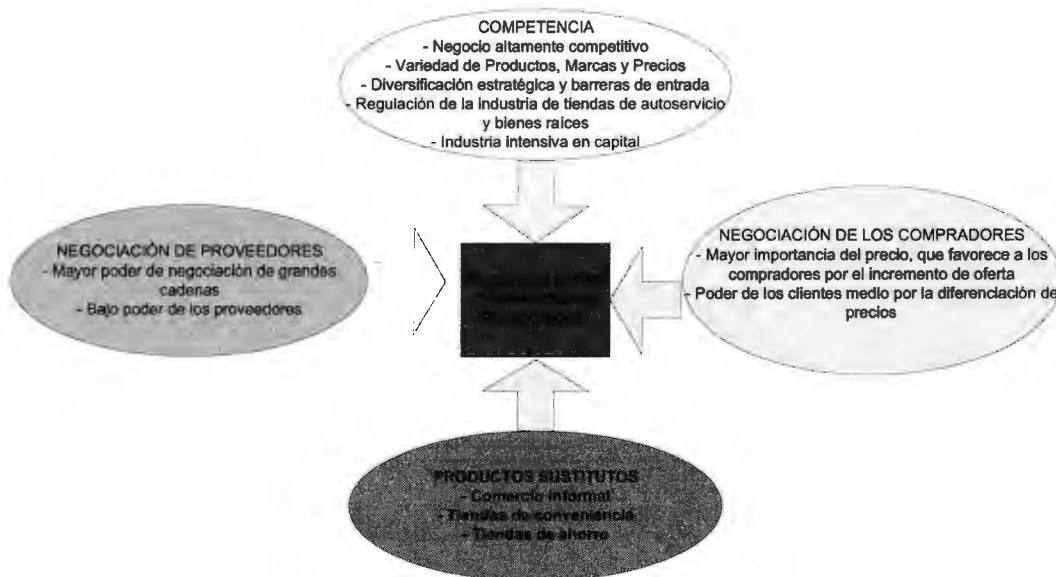 COMPETENCIA
- Negocio altamente competitivo
- Variedad de Productos, Marcas y Precios
- Diversificación estratégica y barreras de entrada
- Regulación de la industria de tiendas de autoservicio
y bienes raíces
- Industria intensiva en capital
NEGOCIACIÓN DE PROVEEDORES
- Mayor poder de negociación de grandes
cadenas
- Bajo poder de los proveedores
NEGOCIACIÓN DE LOS COMPRADORES
- Mayor importancia del precio, que favorece a los
compradores por el incremento de oferta
- Poder de los clientes medio por la diferenciación de
precios
PRODUCTOS SUSTITUTOS
- Comercio informal
- Tiendas de conveniencia
- Tiendas de ahorro